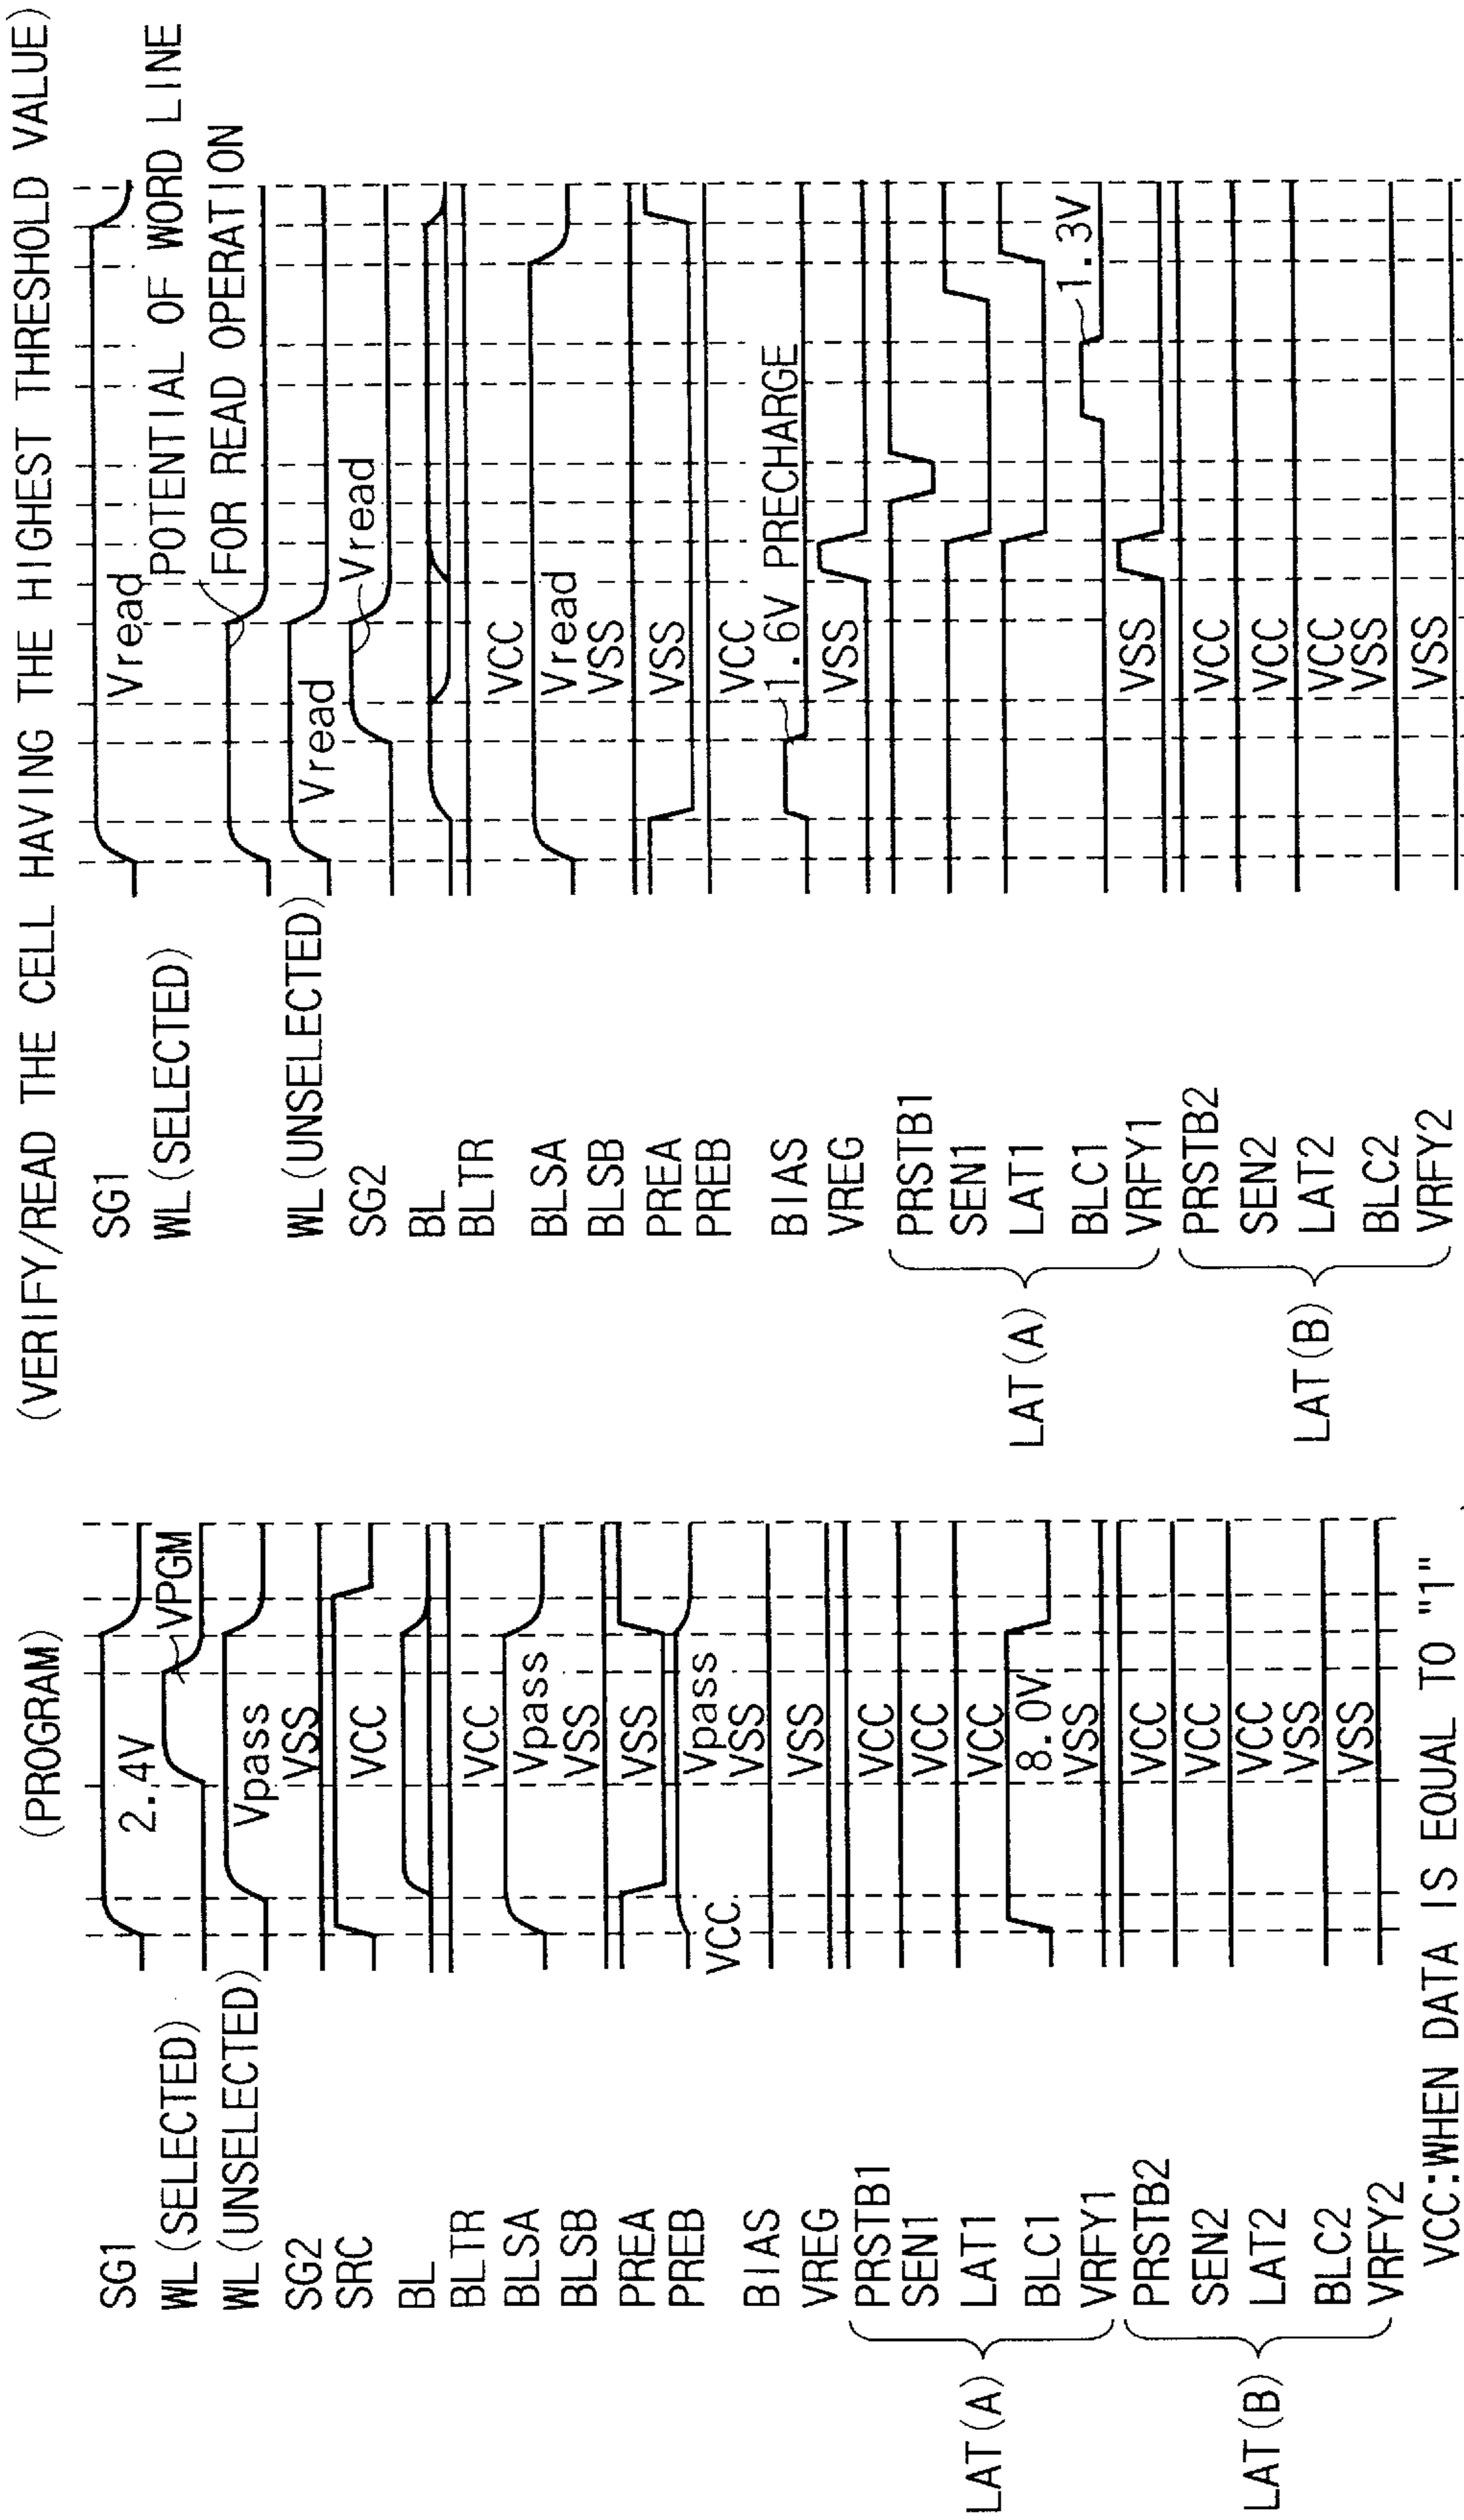 (PROGRAM)
SG1
2.4V
WL(SELECTED)
VPGM
WL(UNSELECTED)
Vpass
SG2
VSS
SRC
VCC
BL
BLTR
VCC
BLSA
Vpass
BLSB
VSS
PREA
VSS
PREB
VCC
Vpass
BIAS
VSS
VREG
VSS
LAT(A)
PRSTB1
VCC
SEN1
VCC
LAT1
VCC
BLC1
8.0V
VRFY1
VSS
LAT(B)
PRSTB2
VCC
SEN2
VCC
LAT2
VCC
BLC2
VSS
VRFY2
VSS
VCC:WHEN DATA IS EQUAL TO "1"
(VERIFY/READ THE CELL HAVING THE HIGHEST THRESHOLD VALUE)
SG1
Vread
WL(SELECTED)
POTENTIAL OF WORD LINE
FOR READ OPERATION
WL(UNSELECTED)
Vread
SG2
Vread
BL
BLTR
VCC
BLSA
Vread
BLSB
VSS
PREA
VSS
PREB
VCC
BIAS
1.6V PRECHARGE
VREG
VSS
LAT(A)
PRSTB1
SEN1
LAT1
BLC1
1.3V
VRFY1
VSS
LAT(B)
PRSTB2
VCC
SEN2
VCC
LAT2
VCC
BLC2
VSS
VRFY2
VSS